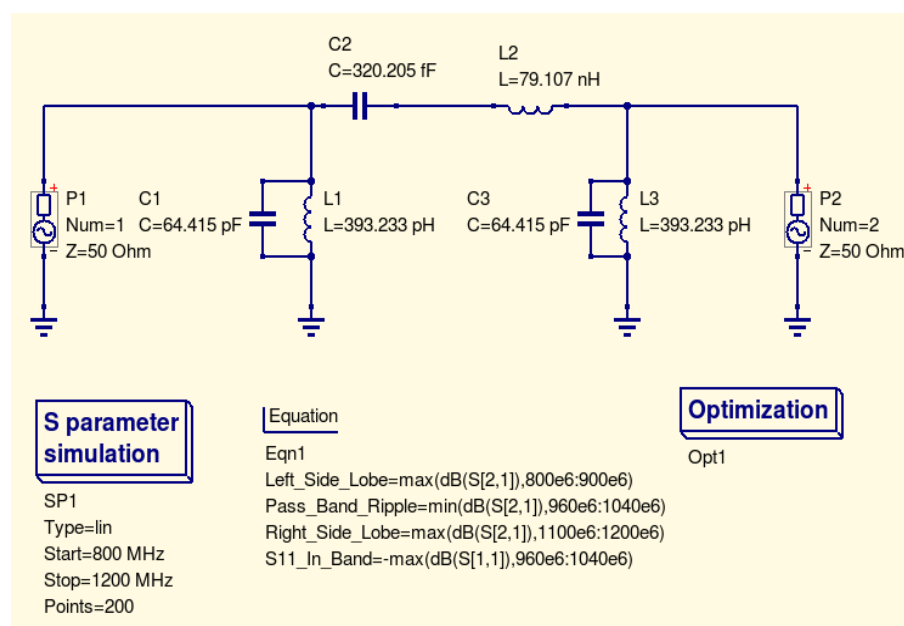 C2
C=320.205 fF
L2
L=79.107 nH
P1
Num=1
Z=50 Ohm
C1
C=64.415 pF
L1
L=393.233 pH
C3
C=64.415 pF
L3
L=393.233 pH
P2
Num=2
Z=50 Ohm
S parameter
simulation
SP1
Type=lin
Start=800 MHz
Stop=1200 MHz
Points=200
Equation
Eqn1
Left_Side_Lobe=max(dB(S[2,1]),800e6:900e6)
Pass_Band_Ripple=min(dB(S[2,1]),960e6:1040e6)
Right_Side_Lobe=max(dB(S[2,1]),1100e6:1200e6)
S11_In_Band=-max(dB(S[1,1]),960e6:1040e6)
Optimization
Opt1